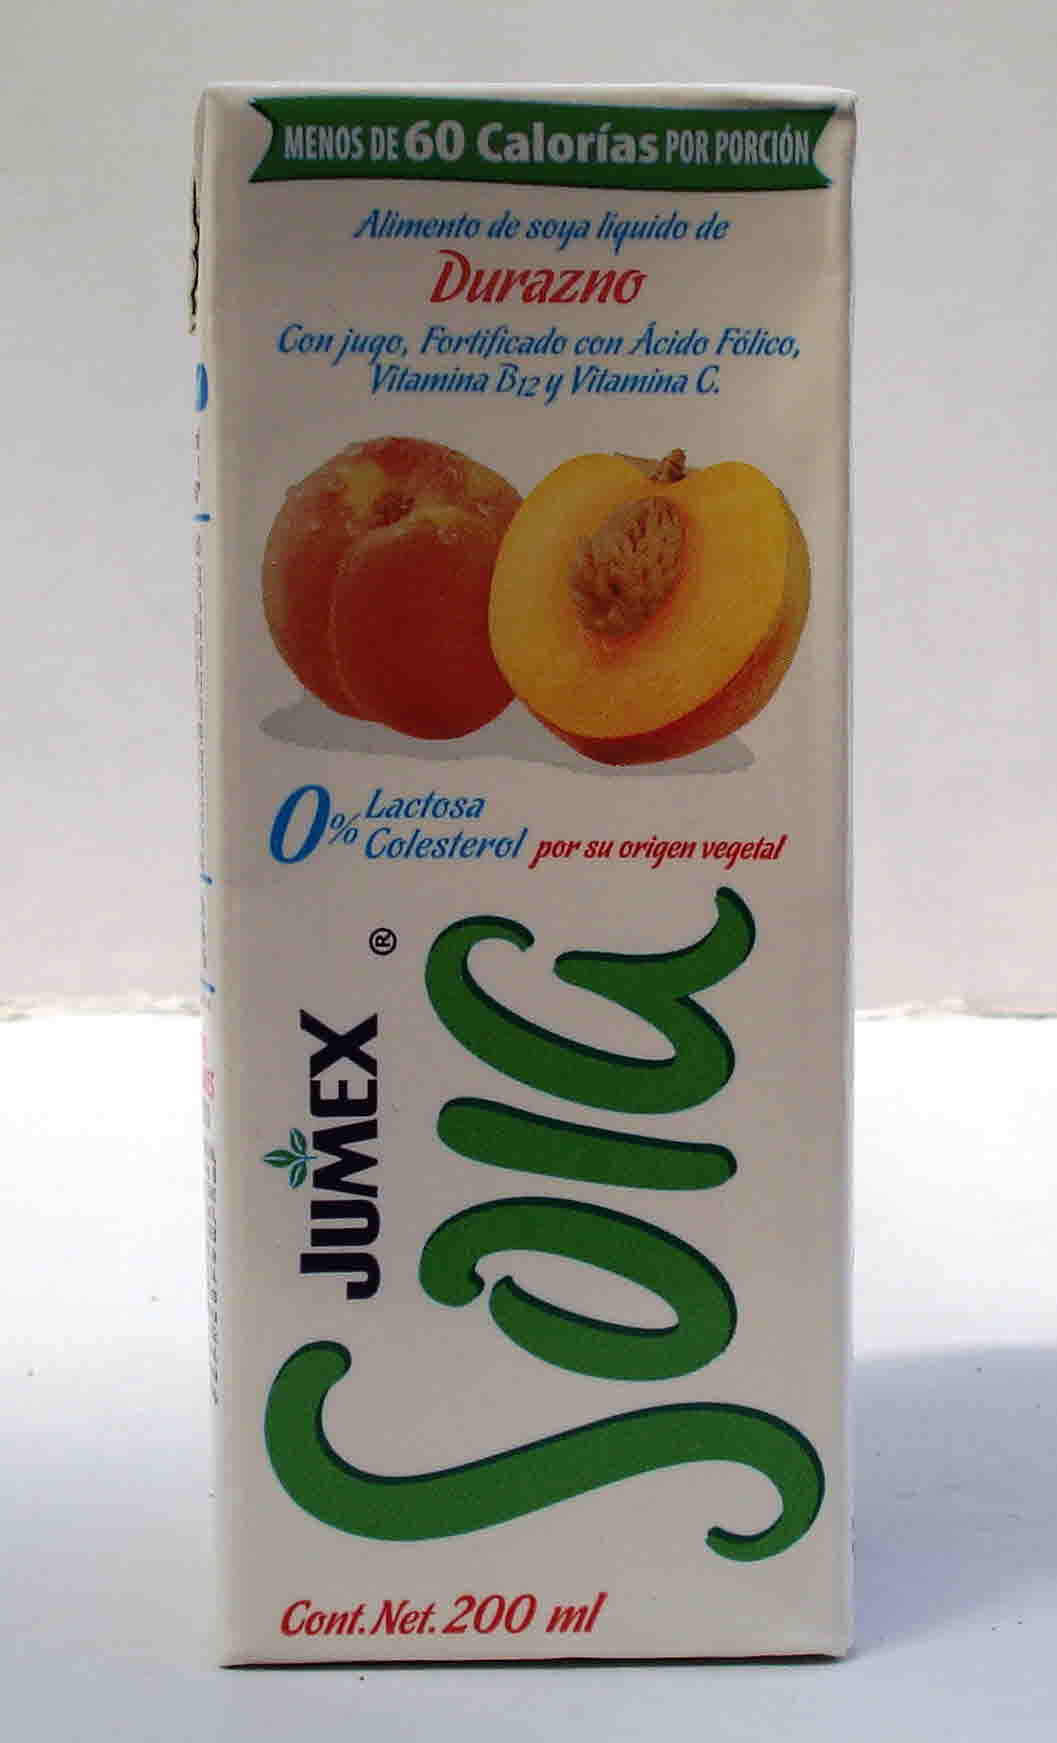 MENOS DE 60 Calorías POR PORCIÓN
Alimento de soya líquido de
Durazno
Con jugo, Fortificado con Ácido Fólico,
Vitamina B12 y Vitamina C.
0% Lactosa
Colesterol por su origen vegetal
JUMEX ®
Soia
Cont. Net. 200 ml